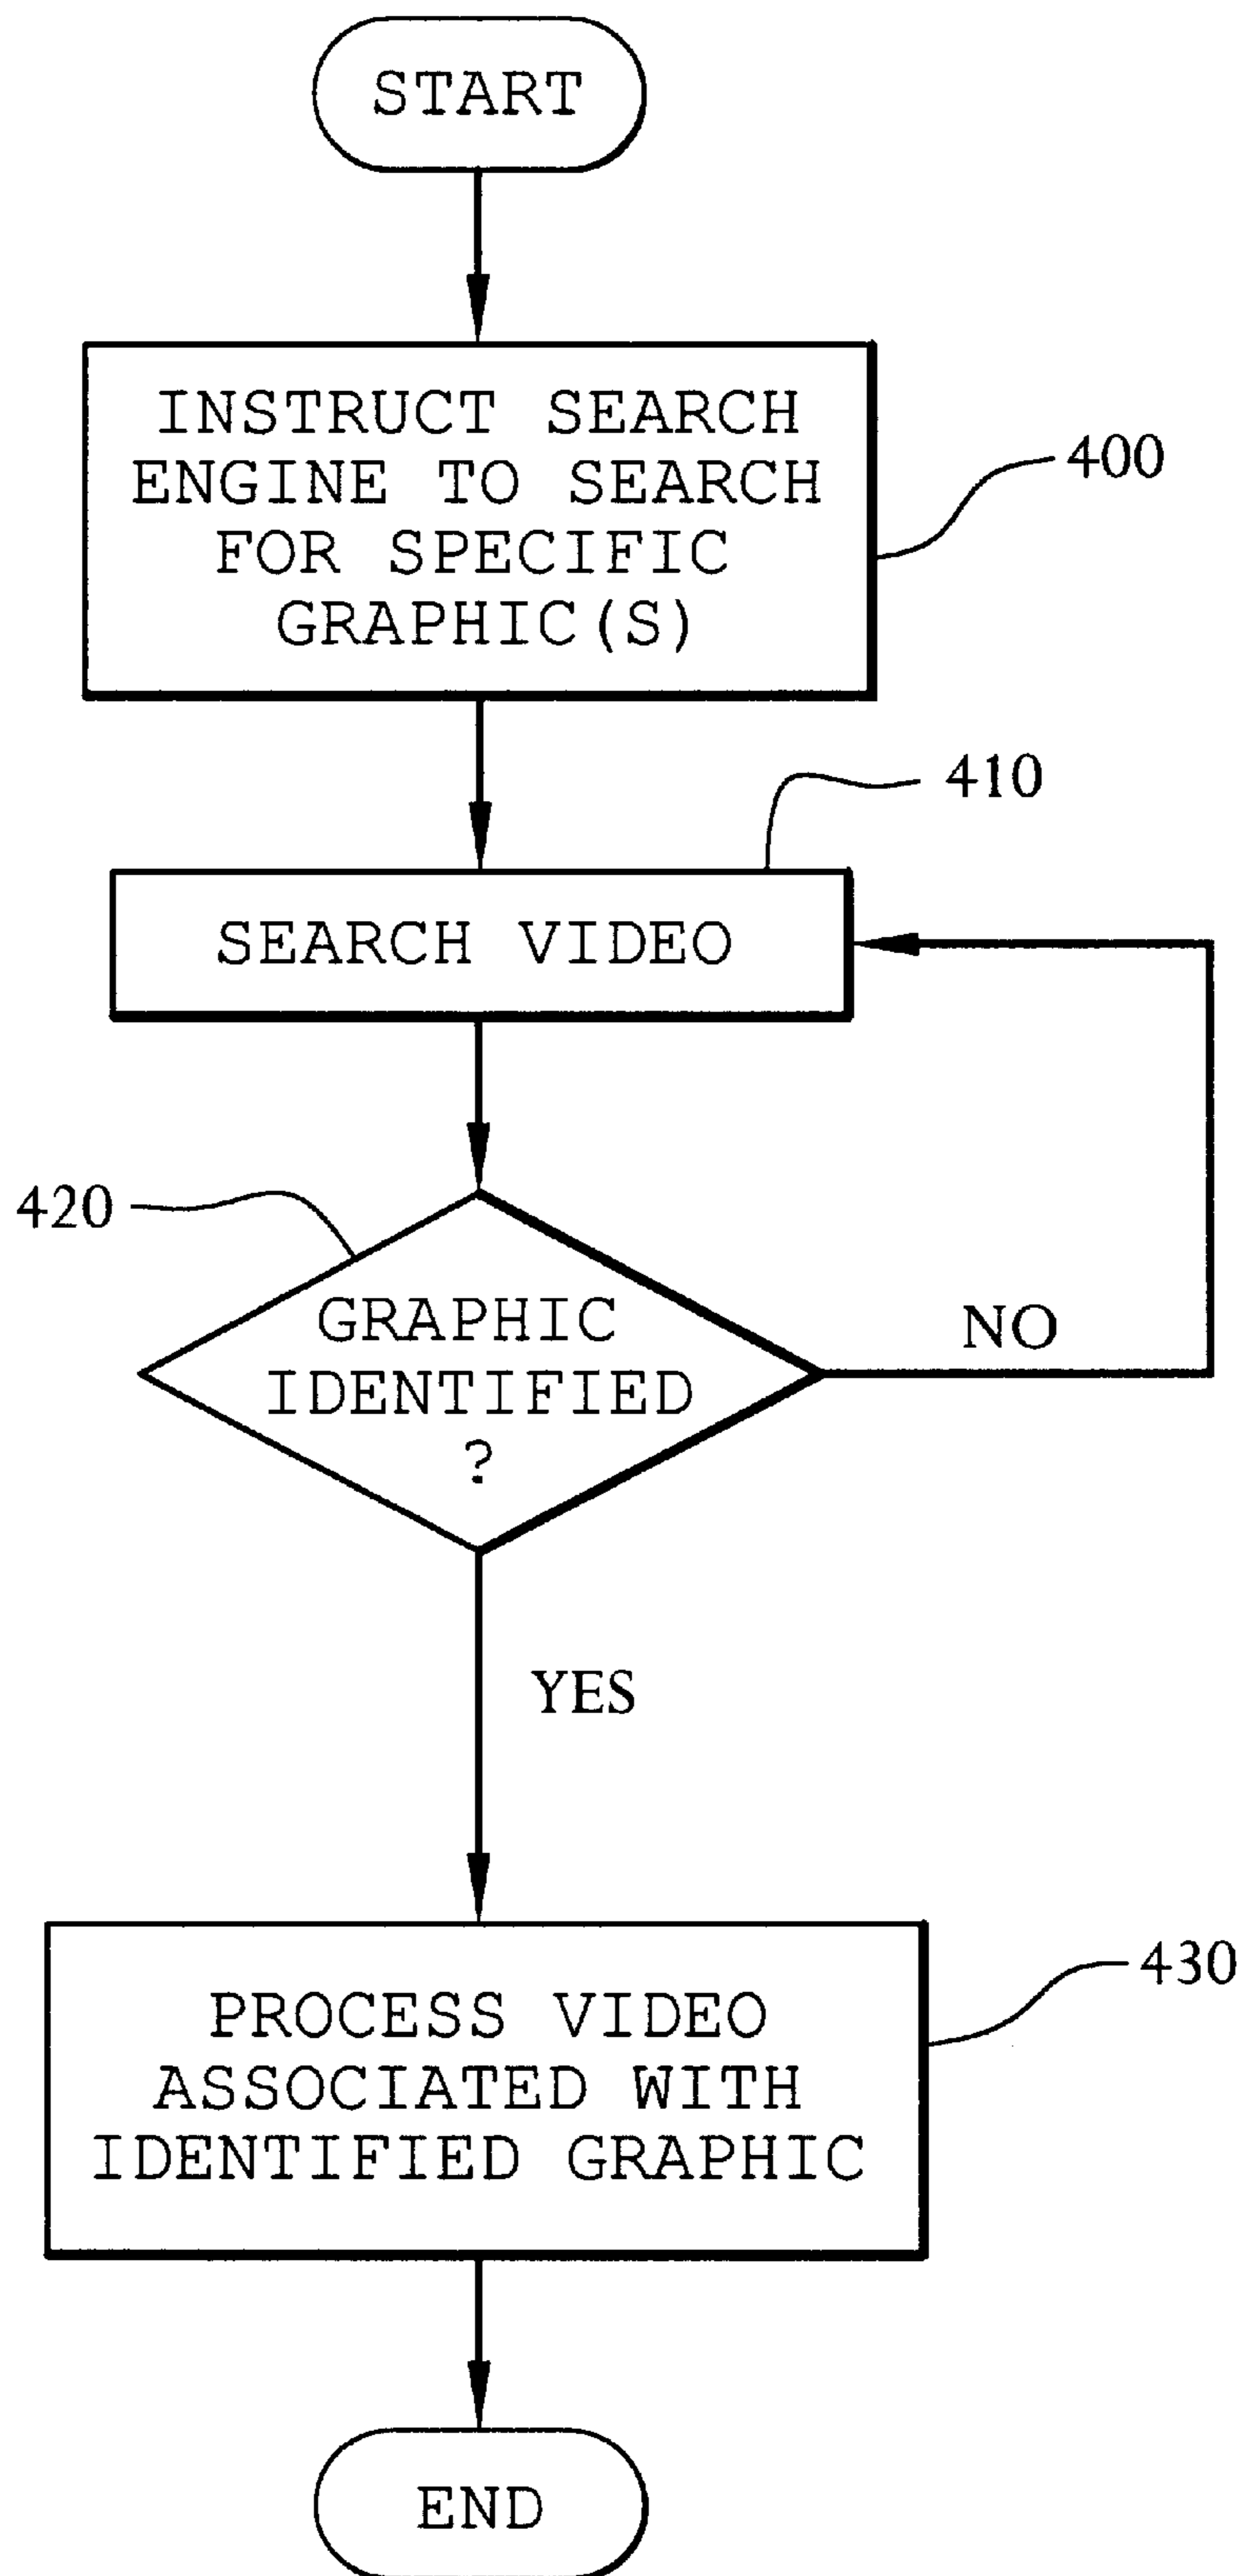 START
INSTRUCT SEARCH
ENGINE TO SEARCH
FOR SPECIFIC
GRAPHIC(S)
400
410
SEARCH VIDEO
420
GRAPHIC
IDENTIFIED
?
NO
YES
430
PROCESS VIDEO
ASSOCIATED WITH
IDENTIFIED GRAPHIC
END